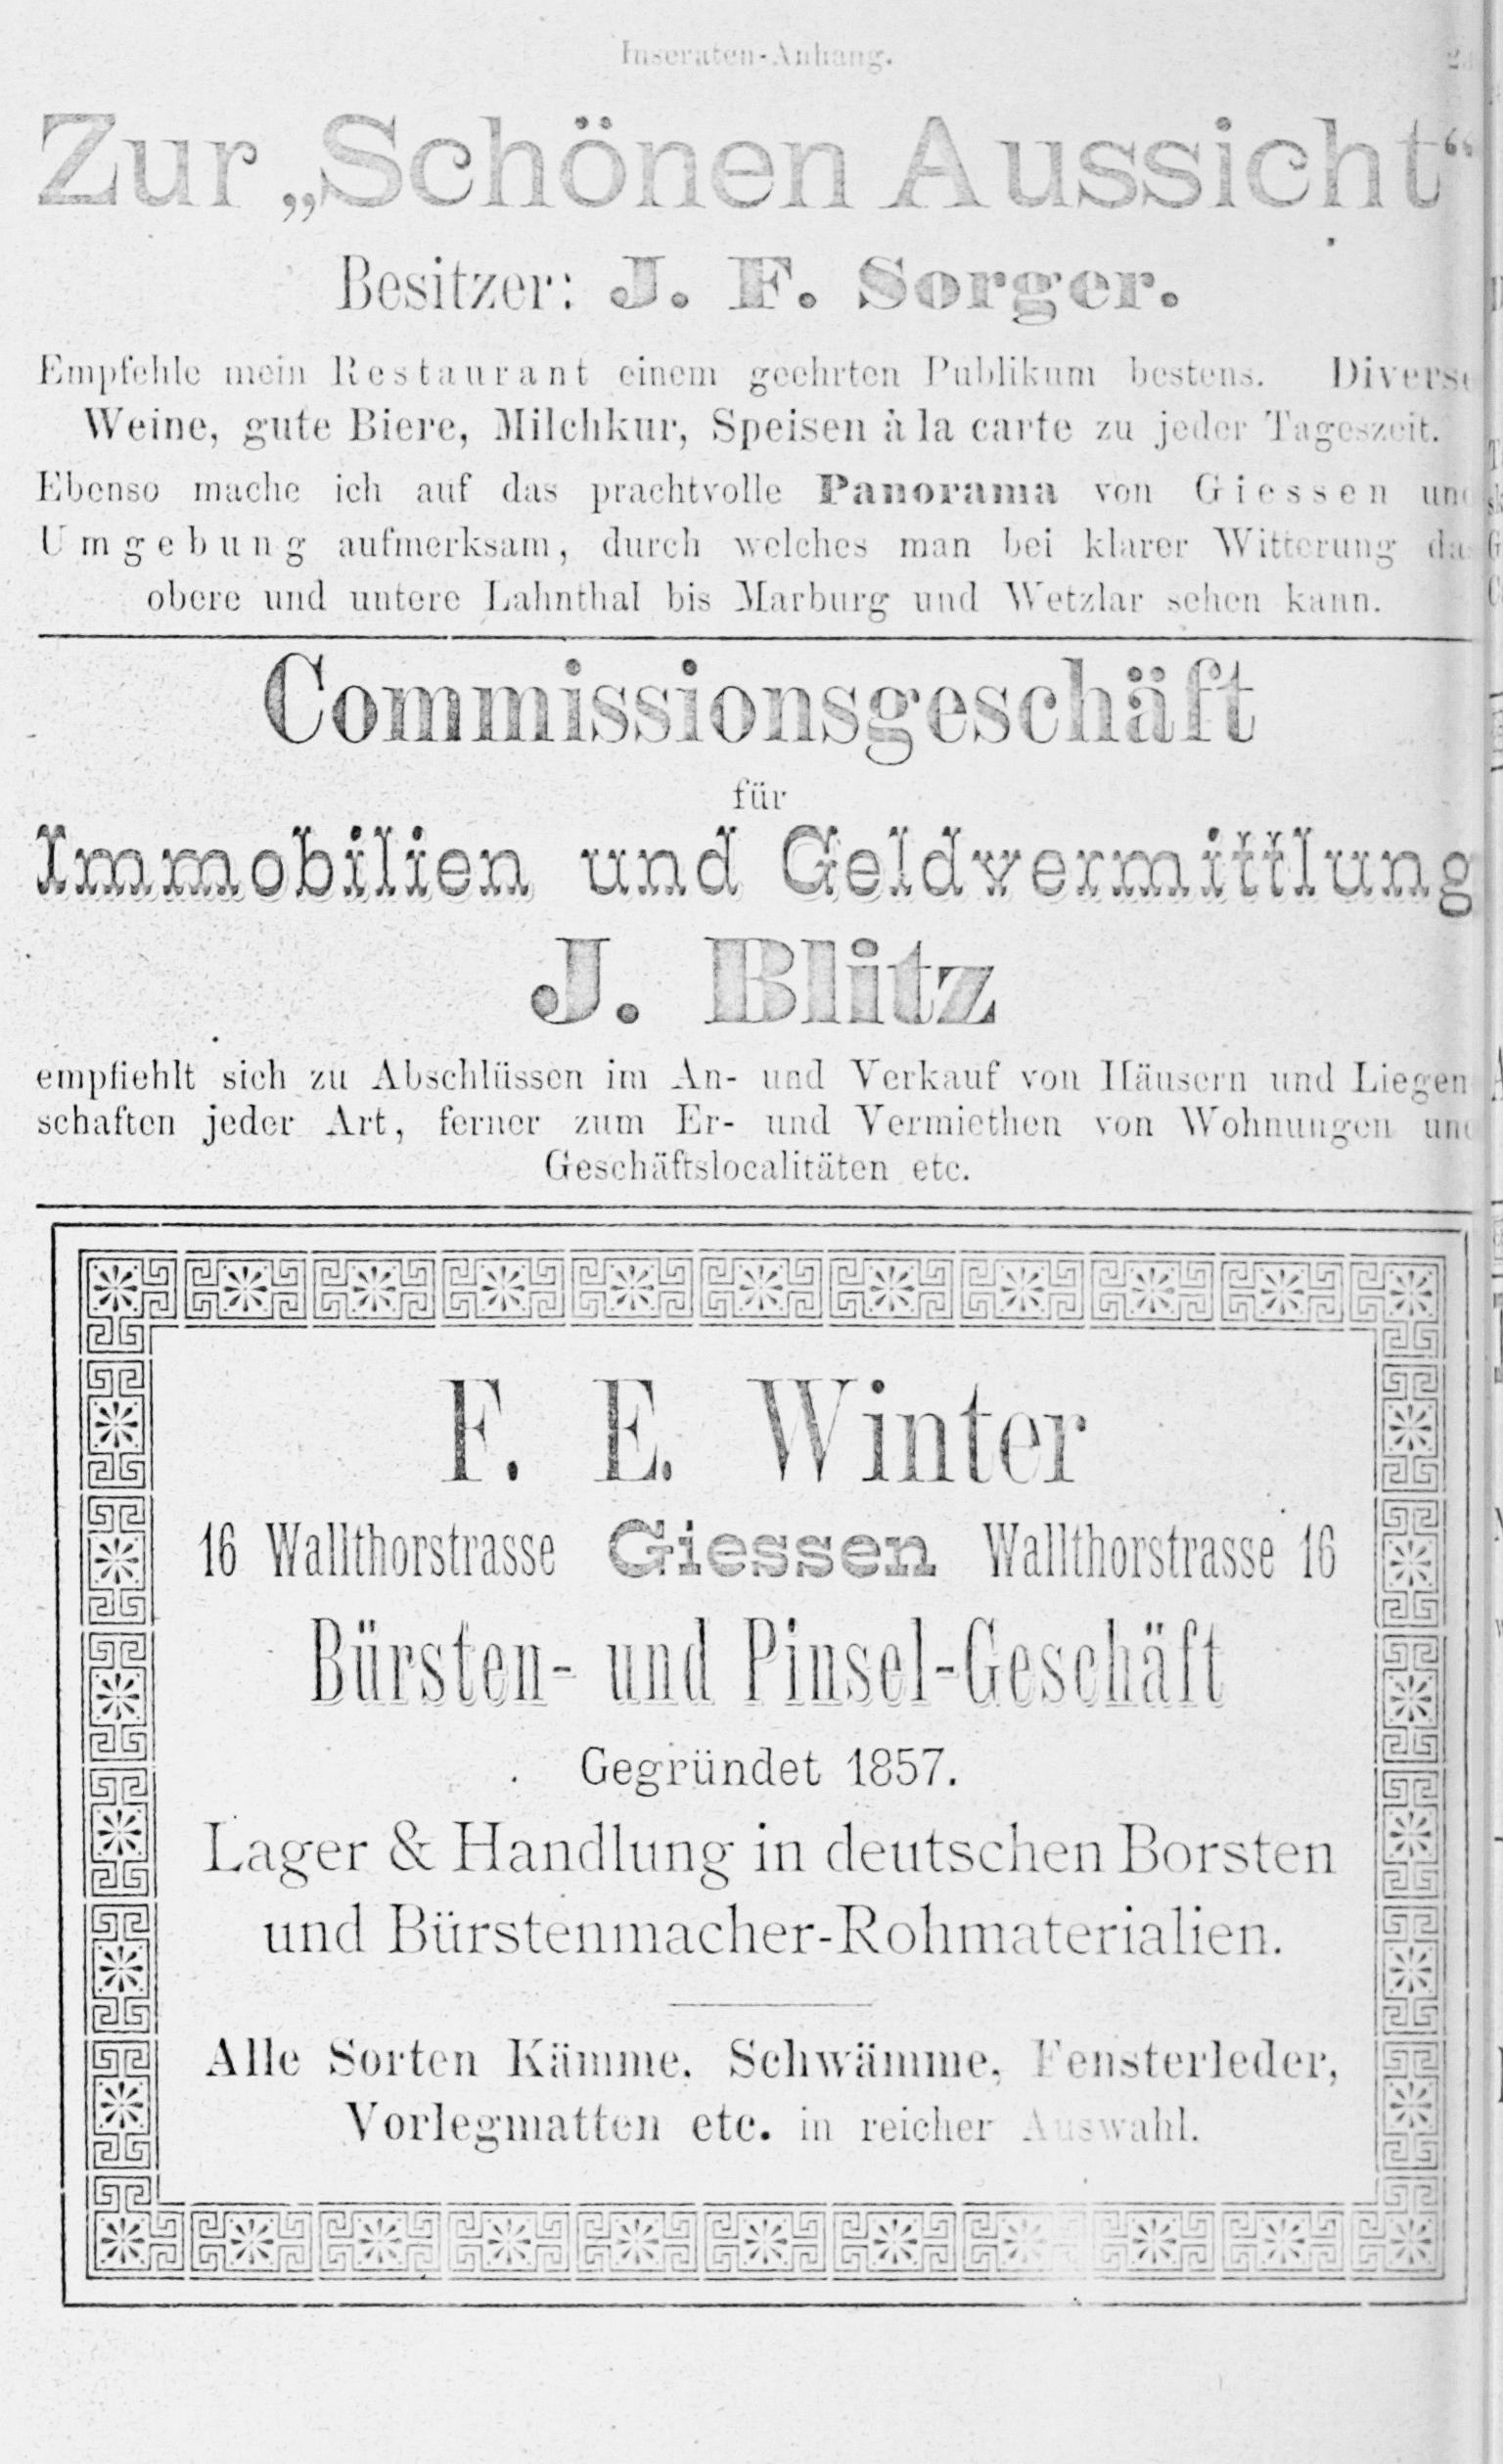 Inseraten-Anhang.
Zur „Schönen Aussicht“
Besitzer: J. F. Sorger.
Empfehle mein Restaurant einem geehrten Publikum bestens. Diverse
Weine, gute Biere, Milchkur, Speisen à la carte zu jeder Tageszeit.
Ebenso mache ich auf das prachtvolle Panorama von Giessen und
Umgebung aufmerksam, durch welches man bei klarer Witterung das
obere und untere Lahnthal bis Marburg und Wetzlar sehen kann.
Commissionsgeschäft
für
Immobilien und Geldvermittlung
J. Blitz
empfiehlt sich zu Abschlüssen im An- und Verkauf von Häusern und Liegen
schaften jeder Art, ferner zum Er- und Vermiethen von Wohnungen und
Geschäftslocalitäten etc.
F. E. Winter
16 Wallthorstrasse Giessen Wallthorstrasse 16
Bürsten- und Pinsel-Geschäft
Gegründet 1857.
Lager & Handlung in deutschen Borsten
und Bürstenmacher-Rohmaterialien.
Alle Sorten Kämme, Schwämme, Fensterleder,
Vorlegmatten etc. in reicher Auswahl.